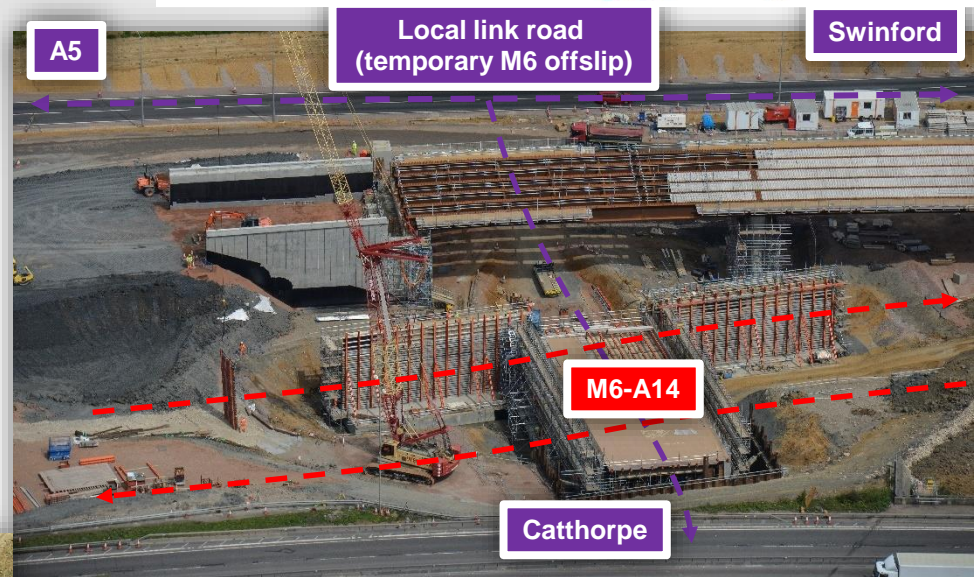 A5
Local link road
(temporary M6 offslip)
Swinford
M6-A14
Catthorpe